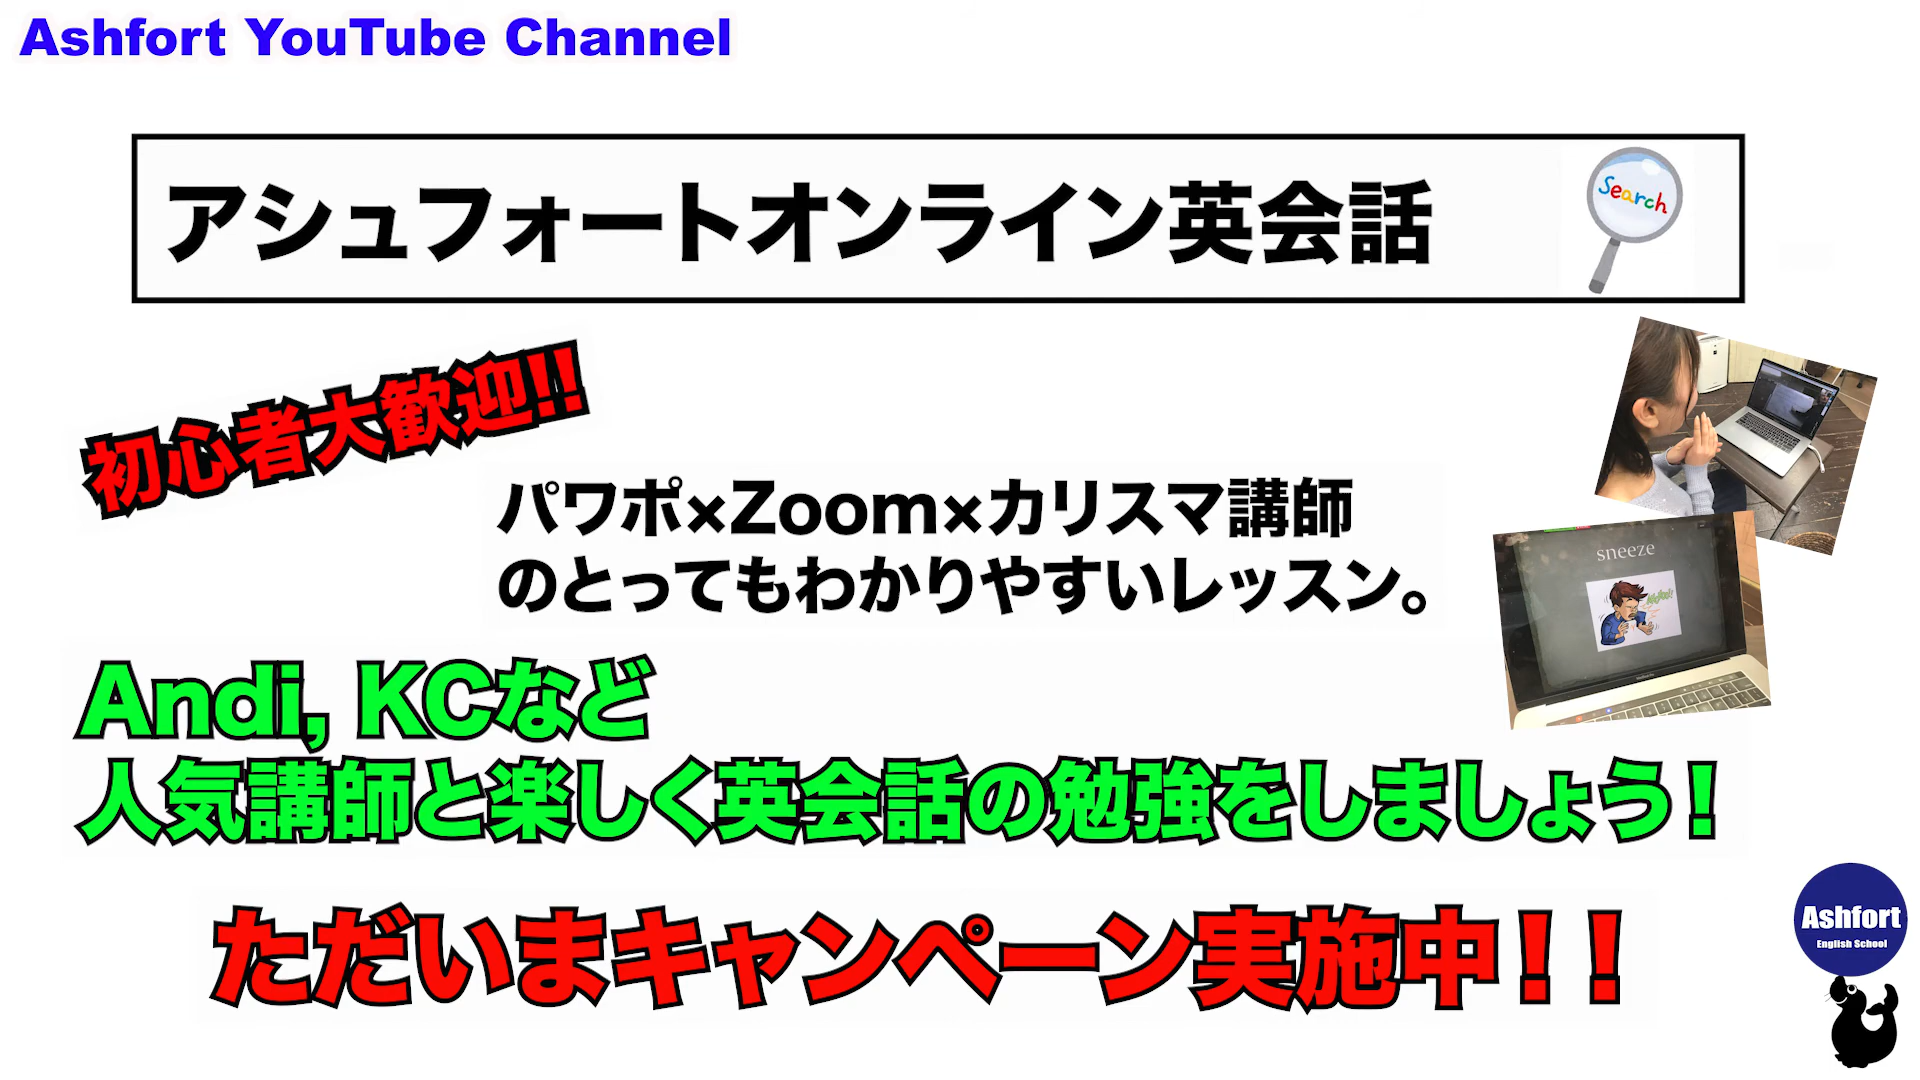 Ashfort YouTube Channel
アシュフォートオンライン英会話
Search
初心者大歓迎!!
パワポ×Zoom×カリスマ講師
のとってもわかりやすいレッスン。
sneeze
Andi, KCなど
人気講師と楽しく英会話の勉強をしましょう！
ただいまキャンペーン実施中！！
Ashfort
English School